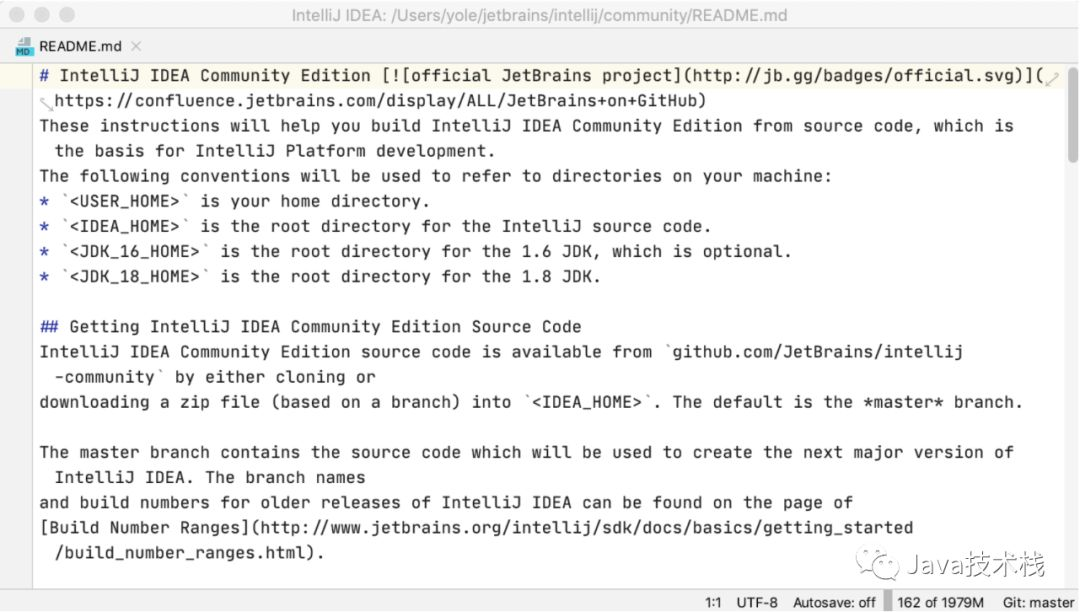 IntelliJ IDEA: /Users/yole/jetbrains/intellij/community/README.md
MD README.md
# IntelliJ IDEA Community Edition [![official JetBrains project](http://jb.gg/badges/official.svg)](
https://confluence.jetbrains.com/display/ALL/JetBrains+on+GitHub)
These instructions will help you build IntelliJ IDEA Community Edition from source code, which is
the basis for IntelliJ Platform development.
The following conventions will be used to refer to directories on your machine:
* `<USER_HOME>` is your home directory.
* `<IDEA_HOME>` is the root directory for the IntelliJ source code.
* `<JDK_16_HOME>` is the root directory for the 1.6 JDK, which is optional.
* `<JDK_18_HOME>` is the root directory for the 1.8 JDK.
## Getting IntelliJ IDEA Community Edition Source Code
IntelliJ IDEA Community Edition source code is available from `github.com/JetBrains/intellij
-community` by either cloning or
downloading a zip file (based on a branch) into `<IDEA_HOME>`. The default is the *master* branch.
The master branch contains the source code which will be used to create the next major version of
IntelliJ IDEA. The branch names
and build numbers for older releases of IntelliJ IDEA can be found on the page of
[Build Number Ranges](http://www.jetbrains.org/intellij/sdk/docs/basics/getting_started
/build_number_ranges.html).
Java技术栈
1:1 UTF-8 Autosave: off 162 of 1979M Git: master